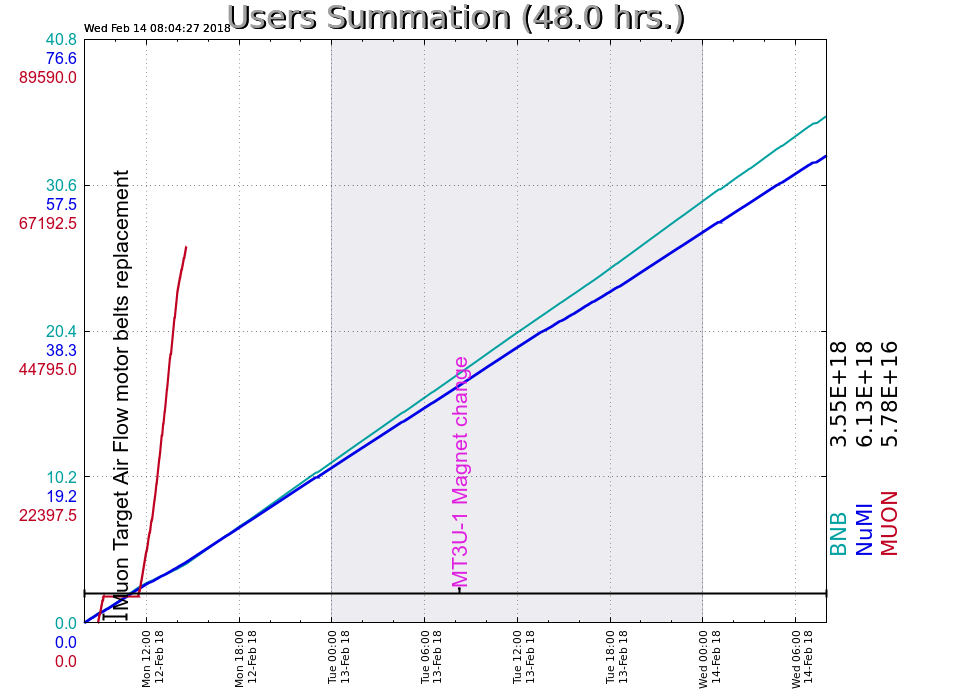 Users Summation (48.0 hrs.)
Wed Feb 14 08:04:27 2018
40.8
76.6
89590.0
30.6
57.5
67192.5
20.4
38.3
44795.0
10.2
19.2
22397.5
0.0
0.0
0.0
Muon Target Air Flow motor belts replacement
MT3U-1 Magnet change
BNB 3.55E+18
NuMI 6.13E+18
MUON 5.78E+16
Mon 12:00
12-Feb 18
Mon 18:00
12-Feb 18
Tue 00:00
13-Feb 18
Tue 06:00
13-Feb 18
Tue 12:00
13-Feb 18
Tue 18:00
13-Feb 18
Wed 00:00
14-Feb 18
Wed 06:00
14-Feb 18